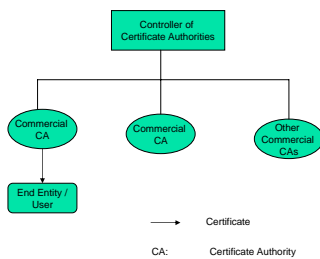 Controller of
Certificate Authorities
Commercial
CA
Commercial
CA
Other
Commercial
CAs
End Entity /
User
Certificate
CA: Certificate Authority